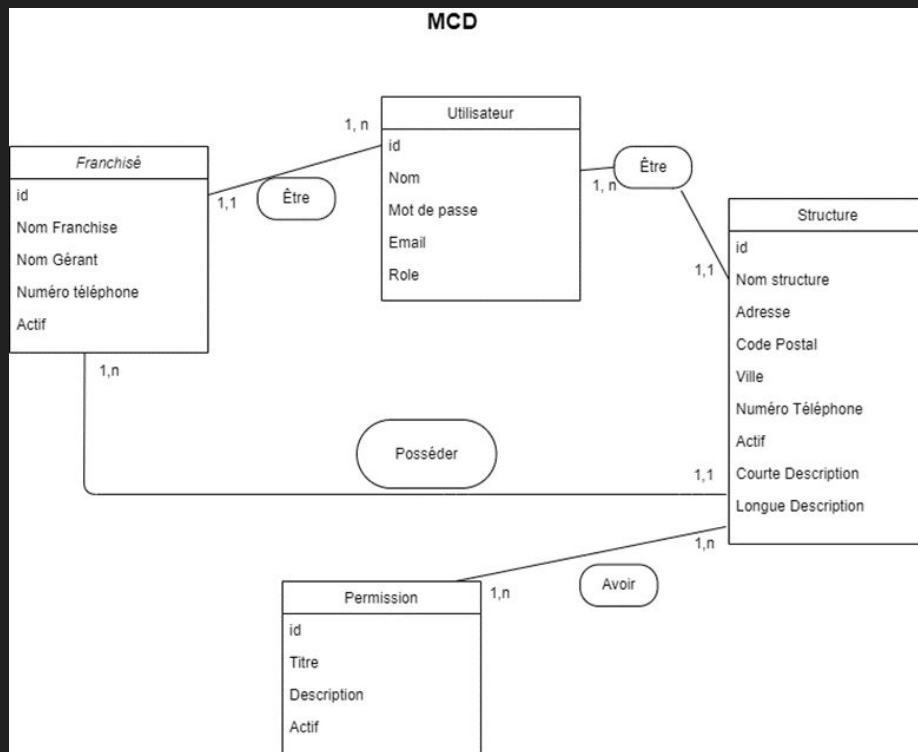 MCD
Utilisateur
id
Nom
Mot de passe
Email
Role
1, n
Franchisé
id
Nom Franchise
Nom Gérant
Numéro téléphone
Actif
1,1
Être
1, n
Être
1,1
Structure
id
Nom structure
Adresse
Code Postal
Ville
Numéro Téléphone
Actif
Courte Description
Longue Description
1,n
Posséder
1,1
1,n
Avoir
1,n
Permission
id
Titre
Description
Actif